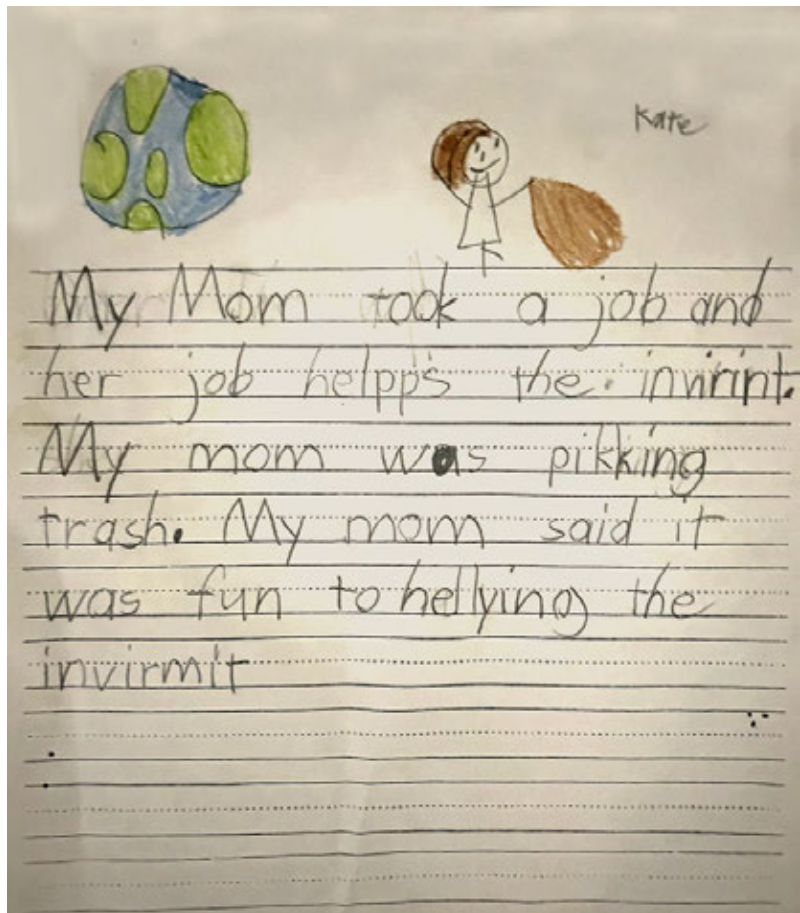 Kate
My Mom took a job and
her job helpps the invirint.
My mom was pikking
trash. My mom said it
was fun to hellying the
invirmit